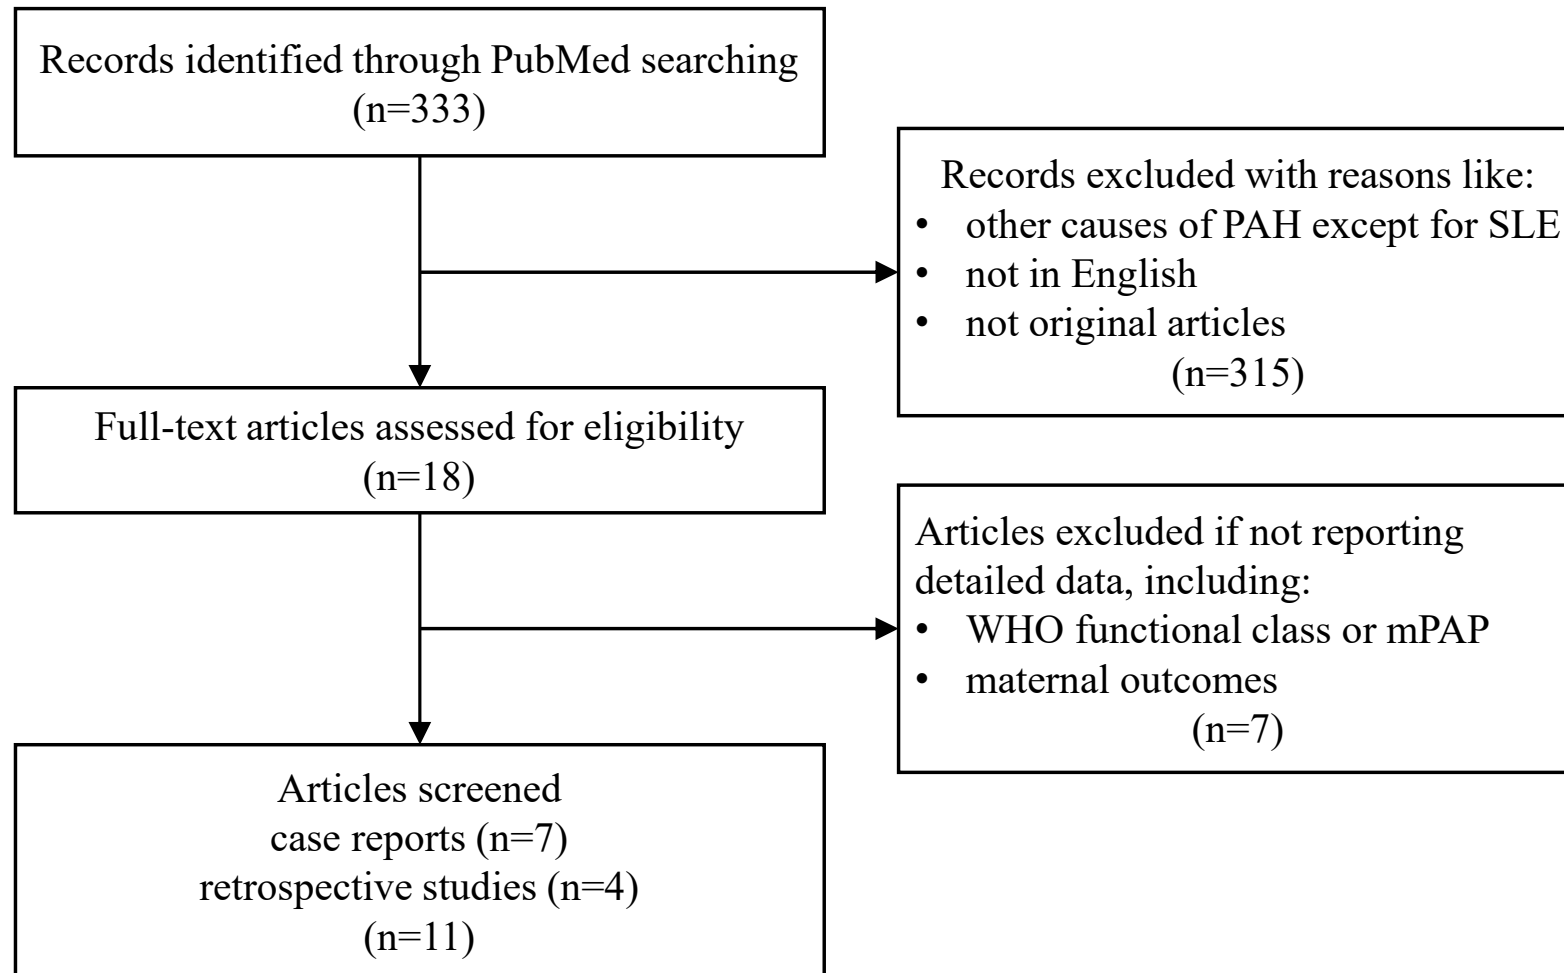 Records identified through PubMed searching
(n=333)
Records excluded with reasons like:
• other causes of PAH except for SLE
• not in English
• not original articles
(n=315)
Full-text articles assessed for eligibility
(n=18)
Articles excluded if not reporting
detailed data, including:
• WHO functional class or mPAP
• maternal outcomes
(n=7)
Articles screened
case reports (n=7)
retrospective studies (n=4)
(n=11)